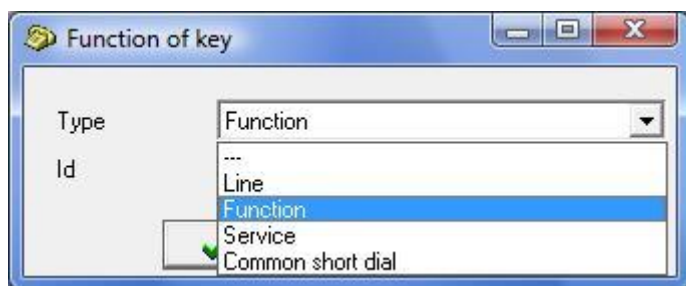 Function of key
Type
Function
Id
---
Line
Function
Service
Common short dial